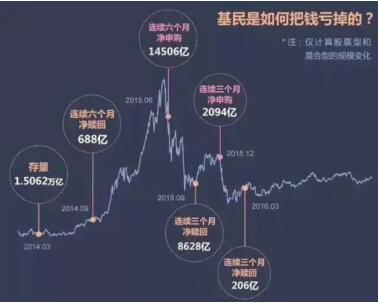 基民是如何把钱亏掉的？
*注：仅计算股票型和
混合型的规模变化
连续六个月
净申购
14506亿
连续六个月
净赎回
688亿
2015.06
连续三个月
净申购
2094亿
存量
1.5062万亿
2014.09
2015.12
2014.03
2015.09
2016.03
连续三个月
净赎回
8628亿
连续三个月
净赎回
206亿